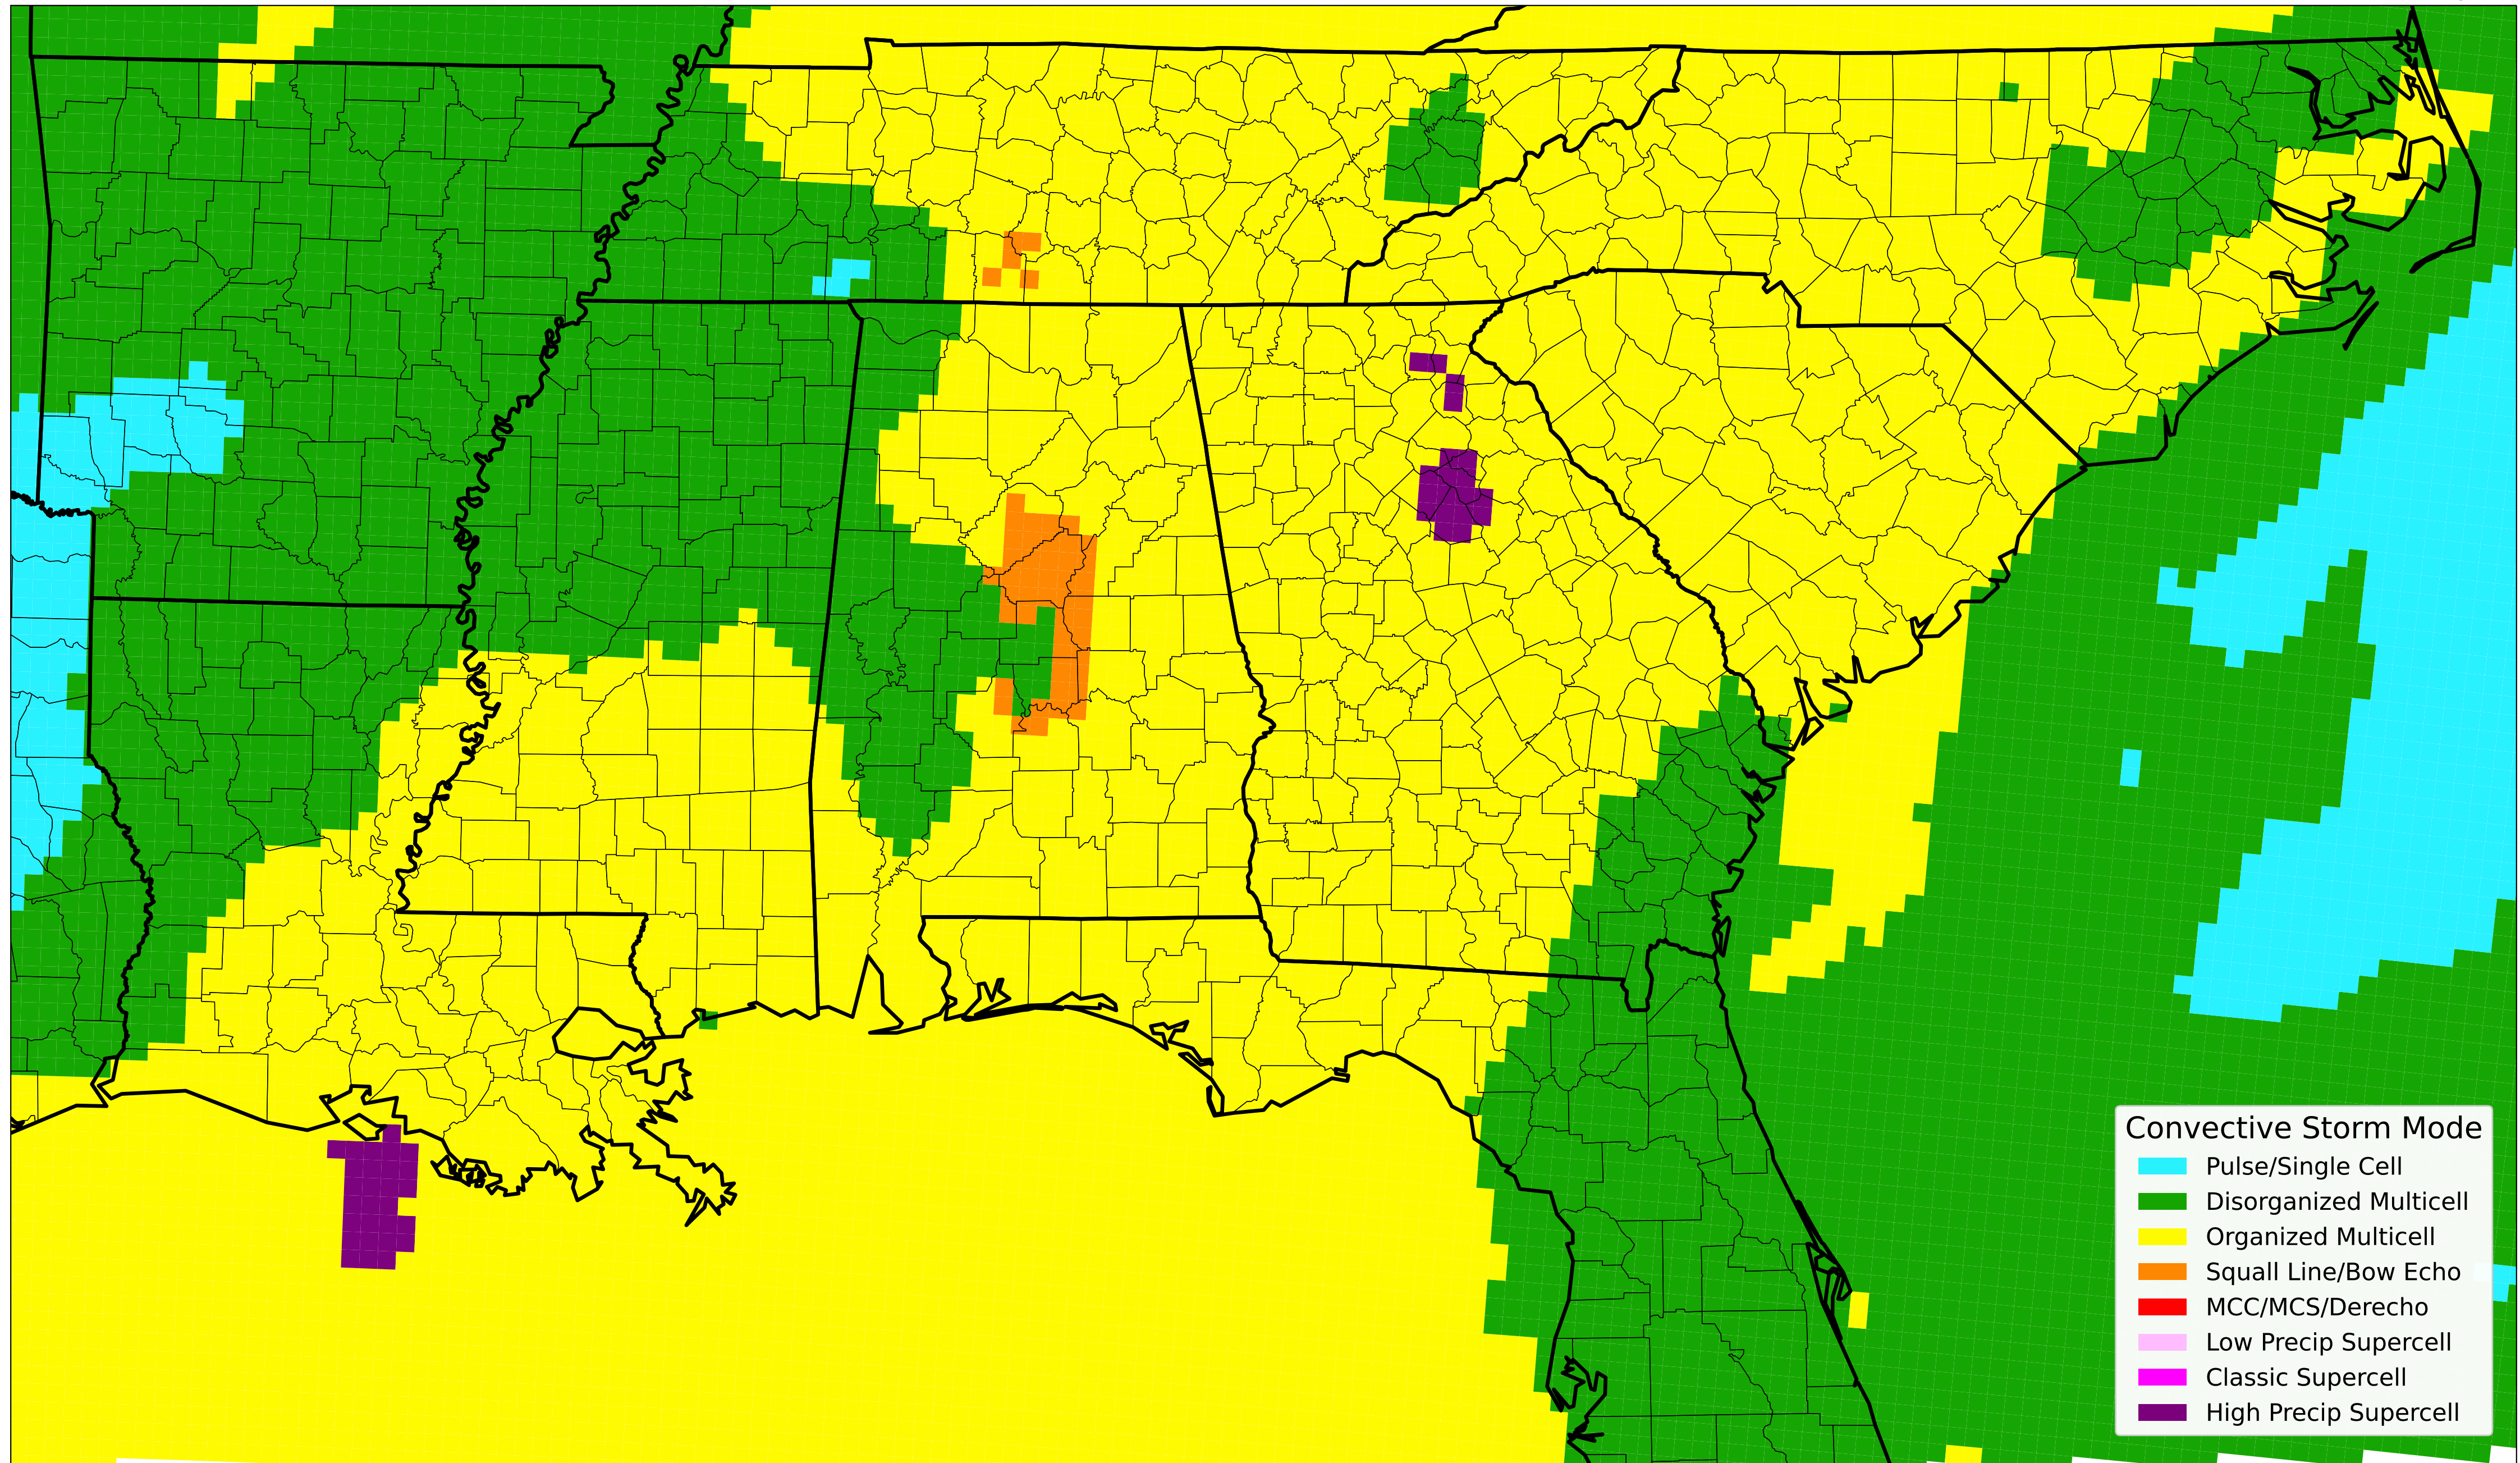 Convective Storm Mode
Pulse/Single Cell
Disorganized Multicell
Organized Multicell
Squall Line/Bow Echo
MCC/MCS/Derecho
Low Precip Supercell
Classic Supercell
High Precip Supercell